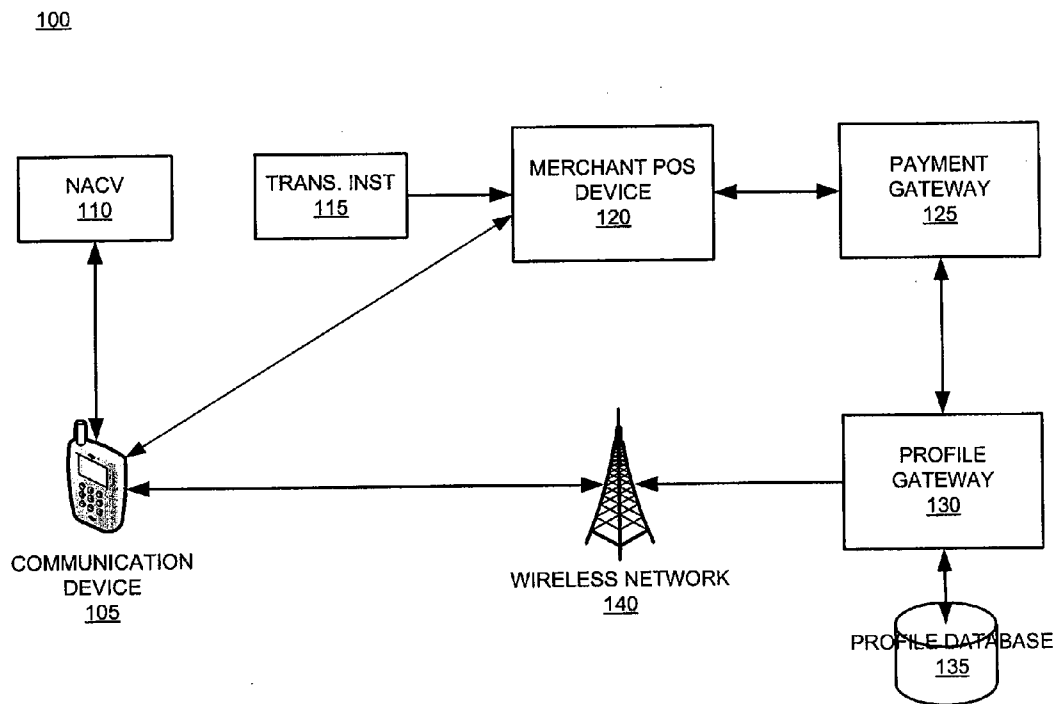 100
NACV
110
TRANS. INST
115
MERCHANT POS
DEVICE
120
PAYMENT
GATEWAY
125
COMMUNICATION
DEVICE
105
WIRELESS NETWORK
140
PROFILE
GATEWAY
130
PROFILE DATABASE
135